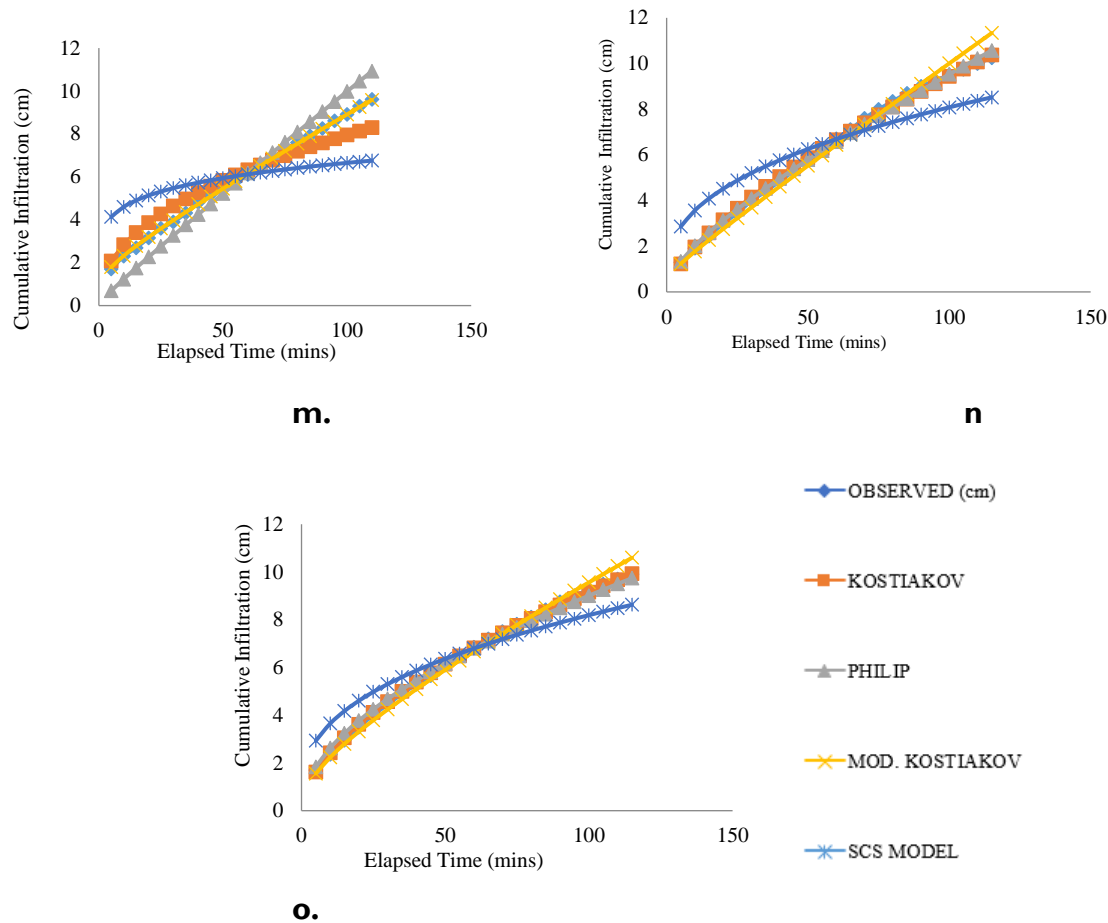 12
10
8
6
4
2
0
0 50 100 150
Cumulative Infiltration (cm)
Elapsed Time (mins)
m.
12
10
8
6
4
2
0
0 50 100 150
Cumulative Infiltration (cm)
Elapsed Time (mins)
n
12
10
8
6
4
2
0
0 50 100 150
Cumulative Infiltration (cm)
Elapsed Time (mins)
o.
OBSERVED (cm)
KOSTIAKOV
PHILIP
MOD. KOSTIAKOV
SCS MODEL